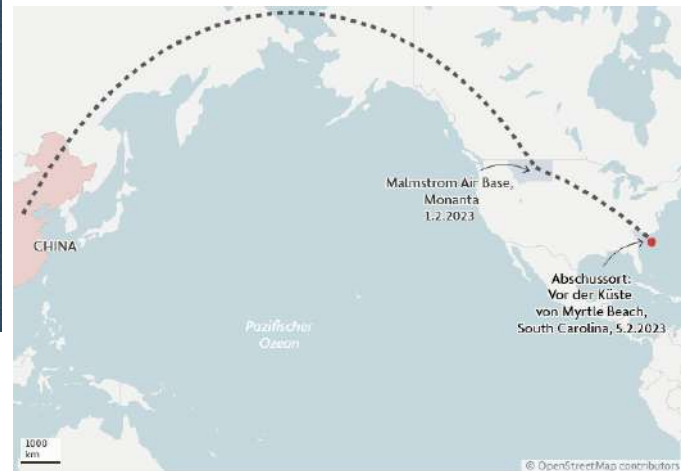 Malmstrom Air Base,
Monanta
1.2.2023
CHINA
Abschussort:
Vor der Küste
von Myrtle Beach,
South Carolina, 5.2.2023
Pazifischer
Ozean
1000
km
© OpenStreetMap contributors